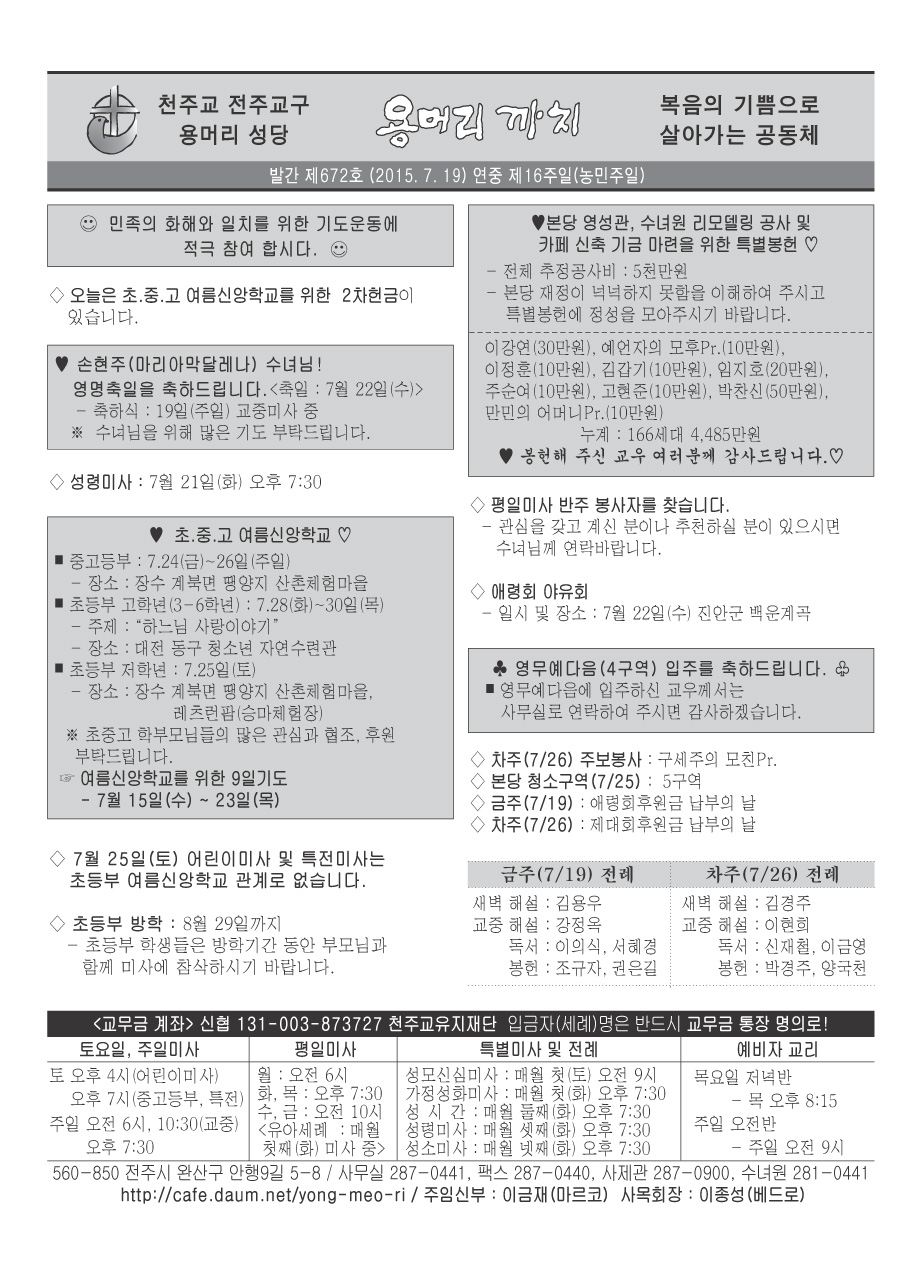 천주교 전주교구
용머리 성당
용머리 까치
복음의 기쁨으로
살아가는 공동체
발간 제672호 (2015. 7. 19) 연중 제16주일(농민주일)
☺ 민족의 화해와 일치를 위한 기도운동에
적극 참여 합시다. ☺
◇ 오늘은 초.중.고 여름신앙학교를 위한 2차헌금이
있습니다.
♥ 손현주(마리아막달레나) 수녀님!
영명축일을 축하드립니다.<축일 : 7월 22일(수)>
- 축하식 : 19일(주일) 교중미사 중
※ 수녀님을 위해 많은 기도 부탁드립니다.
◇ 성령미사 : 7월 21일(화) 오후 7:30
♥ 초.중.고 여름신앙학교 ♡
■ 중고등부 : 7.24(금)~26일(주일)
- 장소 : 장수 계북면 평양지 산촌체험마을
■ 초등부 고학년(3-6학년) : 7.28(화)~30일(목)
- 주제 : “하느님 사랑이야기”
- 장소 : 대전 동구 청소년 자연수련관
■ 초등부 저학년 : 7.25일(토)
- 장소 : 장수 계북면 평양지 산촌체험마을,
레츠런팜(승마체험장)
※ 초중고 학부모님들의 많은 관심과 협조, 후원
부탁드립니다.
☞ 여름신앙학교를 위한 9일기도
- 7월 15일(수) ~ 23일(목)
◇ 7월 25일(토) 어린이미사 및 특전미사는
초등부 여름신앙학교 관계로 없습니다.
◇ 초등부 방학 : 8월 29일까지
- 초등부 학생들은 방학기간 동안 부모님과
함께 미사에 참삭하시기 바랍니다.
♥본당 영성관, 수녀원 리모델링 공사 및
카페 신축 기금 마련을 위한 특별봉헌 ♡
- 전체 추정공사비 : 5천만원
- 본당 재정이 넉넉하지 못함을 이해하여 주시고
특별봉헌에 정성을 모아주시기 바랍니다.
이강연(30만원), 예언자의 모후Pr.(10만원),
이정훈(10만원), 김갑기(10만원), 임지호(20만원),
주순여(10만원), 고현준(10만원), 박찬신(50만원),
만민의 어머니Pr.(10만원)
누계 : 166세대 4,485만원
♥ 봉헌해 주신 교우 여러분께 감사드립니다.♡
◇ 평일미사 반주 봉사자를 찾습니다.
- 관심을 갖고 계신 분이나 추천하실 분이 있으시면
수녀님께 연락바랍니다.
◇ 애령회 야유회
- 일시 및 장소 : 7월 22일(수) 진안군 백운계곡
♣ 영무예다음(4구역) 입주를 축하드립니다. ♧
■ 영무예다음에 입주하신 교우께서는
사무실로 연락하여 주시면 감사하겠습니다.
◇ 차주(7/26) 주보봉사 : 구세주의 모친Pr.
◇ 본당 청소구역(7/25) : 5구역
◇ 금주(7/19) : 애령회후원금 납부의 날
◇ 차주(7/26) : 제대회후원금 납부의 날
금주(7/19) 전례
새벽 해설 : 김용우
교중 해설 : 강정옥
독서 : 이의식, 서혜경
봉헌 : 조규자, 권은길
차주(7/26) 전례
새벽 해설 : 김경주
교중 해설 : 이현희
독서 : 신재철, 이금영
봉헌 : 박경주, 양국천
<교무금 계좌> 신협 131-003-873727 천주교유지재단 입금자(세례)명은 반드시 교무금 통장 명의로!
토요일, 주일미사
토 오후 4시(어린이미사)
오후 7시(중고등부, 특전)
주일 오전 6시, 10:30(교중)
오후 7:30
평일미사
월 : 오전 6시
화, 목 : 오후 7:30
수, 금 : 오전 10시
<유아세례 : 매월
첫째(화) 미사 중>
특별미사 및 전례
성모신심미사 : 매월 첫(토) 오전 9시
가정성화미사 : 매월 첫(화) 오후 7:30
성 시 간 : 매월 둘째(화) 오후 7:30
성령미사 : 매월 셋째(화) 오후 7:30
성소미사 : 매월 넷째(화) 오후 7:30
예비자 교리
목요일 저녁반
- 목 오후 8:15
주일 오전반
- 주일 오전 9시
560-850 전주시 완산구 안행9길 5-8 / 사무실 287-0441, 팩스 287-0440, 사제관 287-0900, 수녀원 281-0441
http://cafe.daum.net/yong-meo-ri / 주임신부 : 이금재(마르코) 사목회장 : 이종성(베드로)